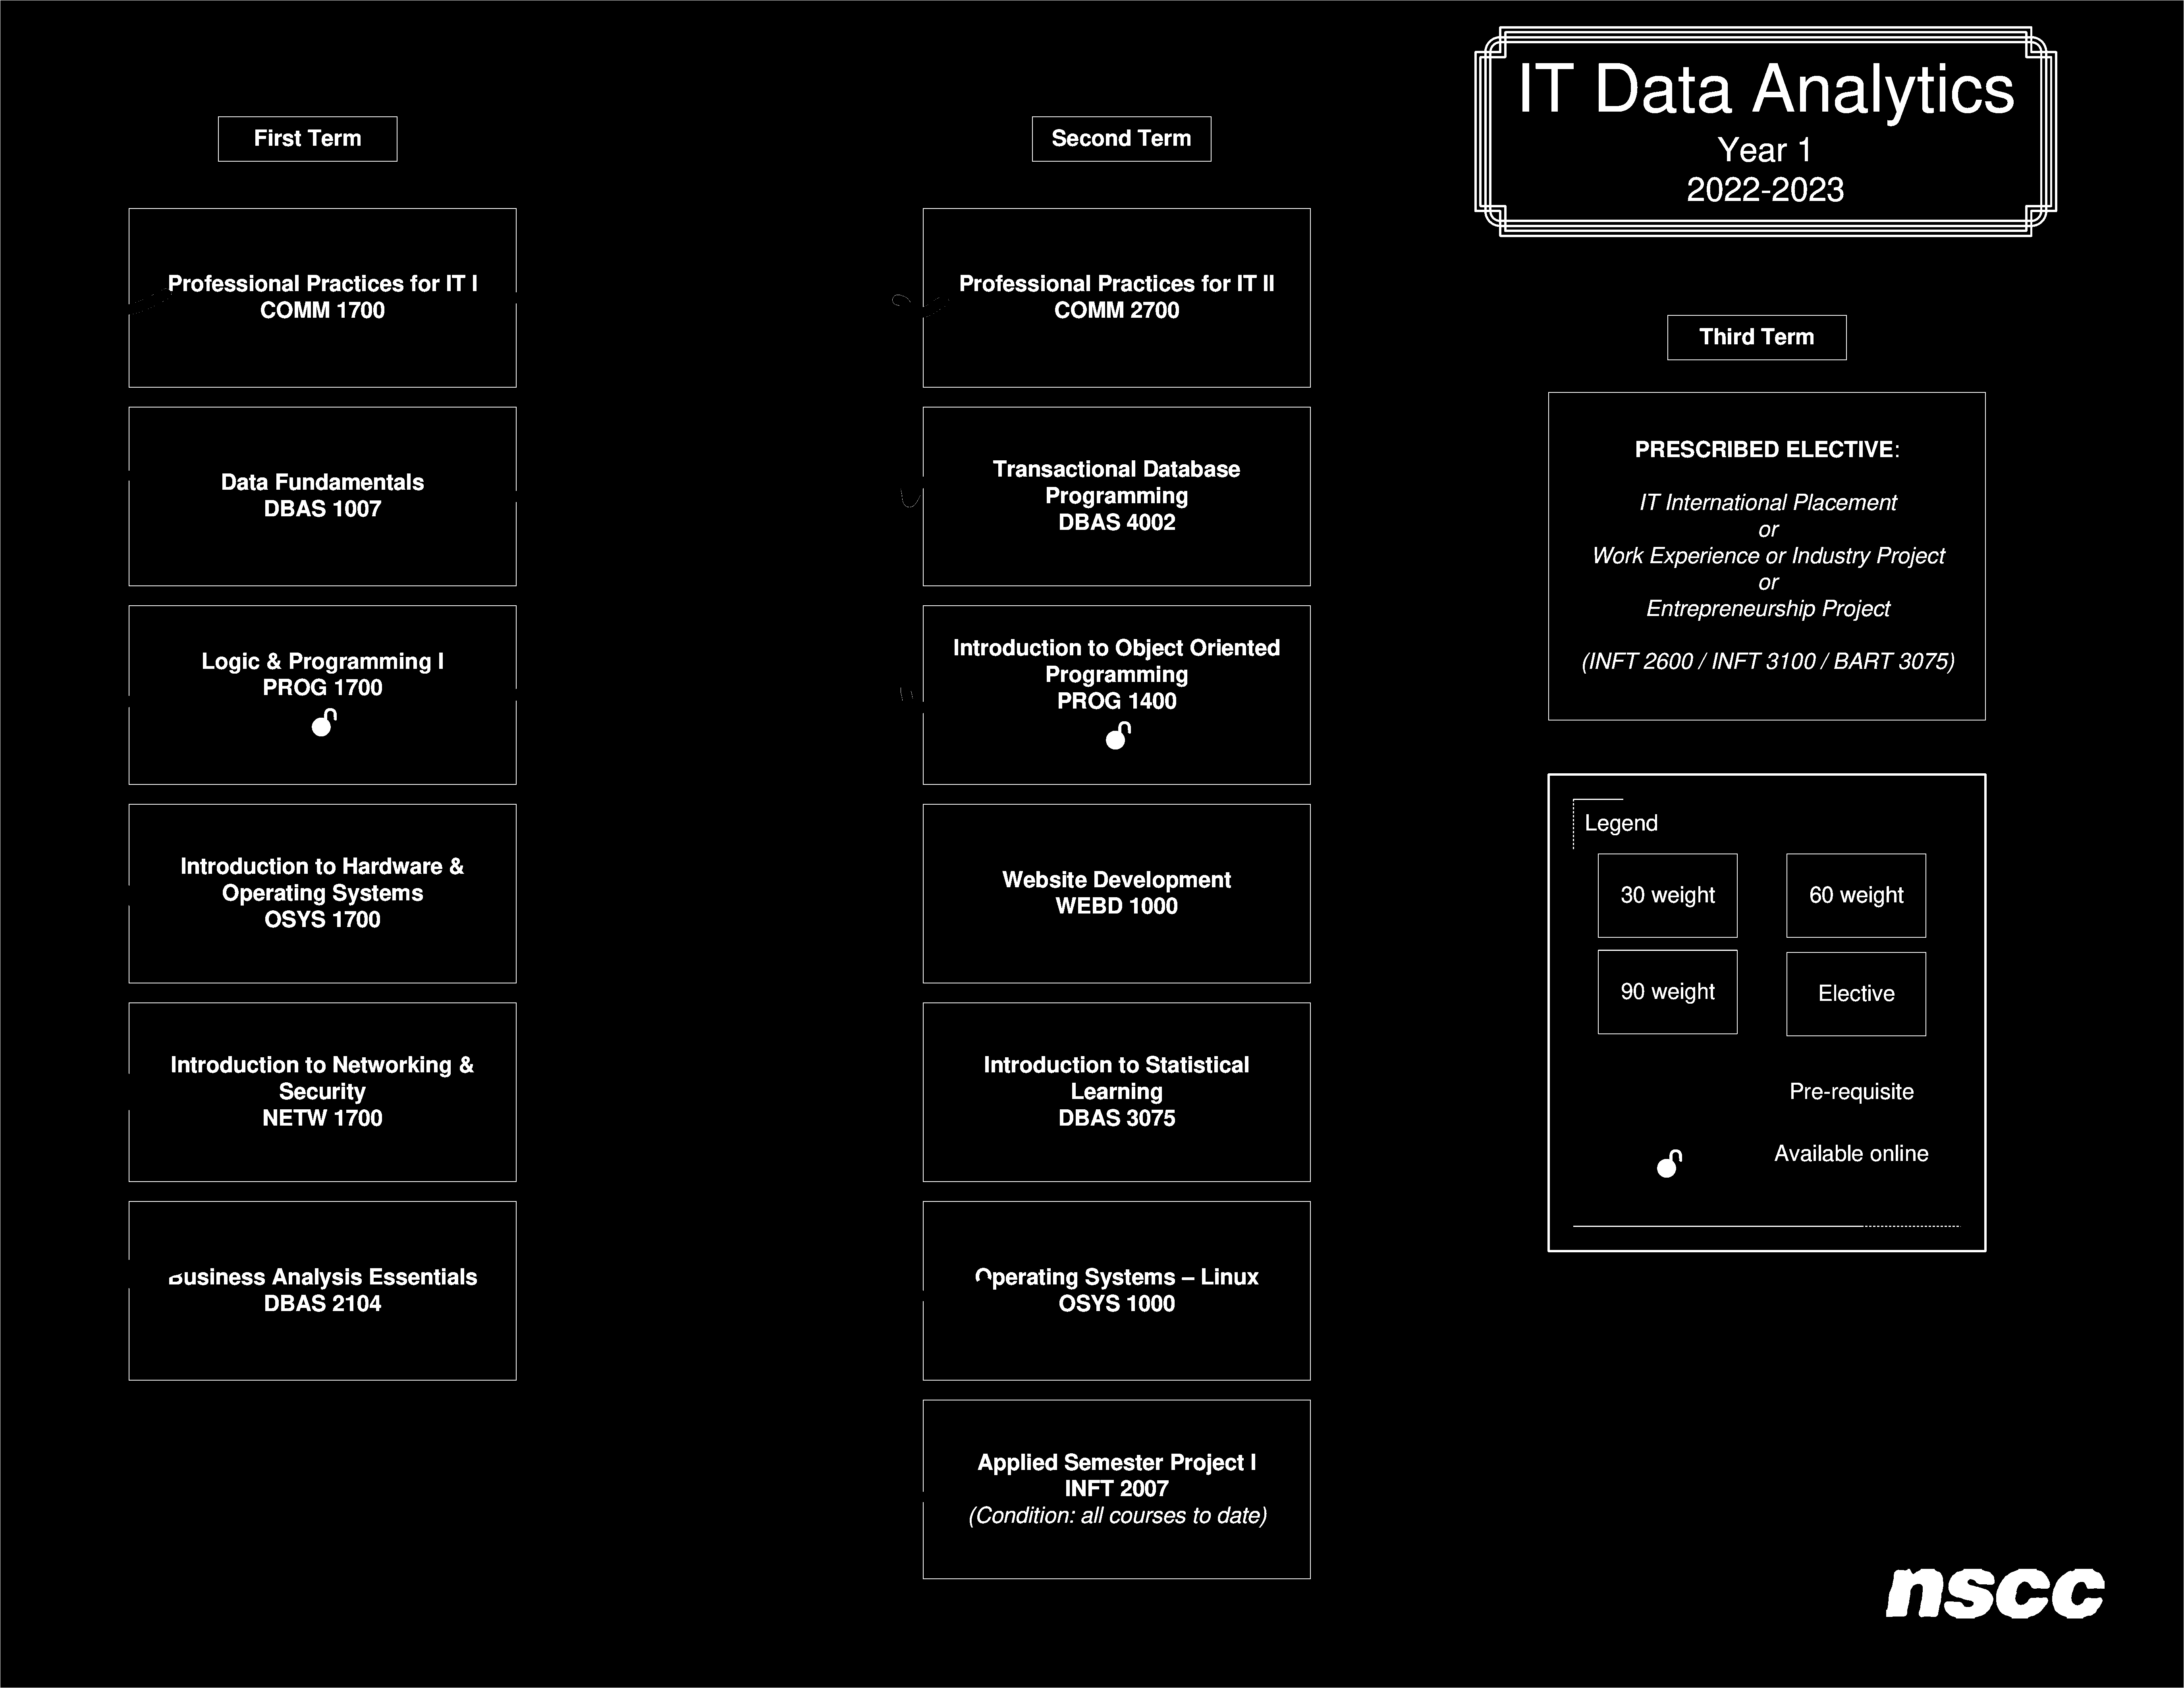 IT Data Analytics
Year 1
2022-2023
First Term
Professional Practices for IT I
COMM 1700
Data Fundamentals
DBAS 1007
Logic & Programming I
PROG 1700
Introduction to Hardware &
Operating Systems
OSYS 1700
Introduction to Networking &
Security
NETW 1700
Business Analysis Essentials
DBAS 2104
Second Term
Professional Practices for IT II
COMM 2700
Transactional Database
Programming
DBAS 4002
Introduction to Object Oriented
Programming
PROG 1400
Website Development
WEBD 1000
Introduction to Statistical
Learning
DBAS 3075
Operating Systems – Linux
OSYS 1000
Applied Semester Project I
INFT 2007
(Condition: all courses to date)
Third Term
PRESCRIBED ELECTIVE:
IT International Placement
or
Work Experience or Industry Project
or
Entrepreneurship Project
(INFT 2600 / INFT 3100 / BART 3075)
Legend
30 weight
60 weight
90 weight
Elective
Pre-requisite
Available online
nscc